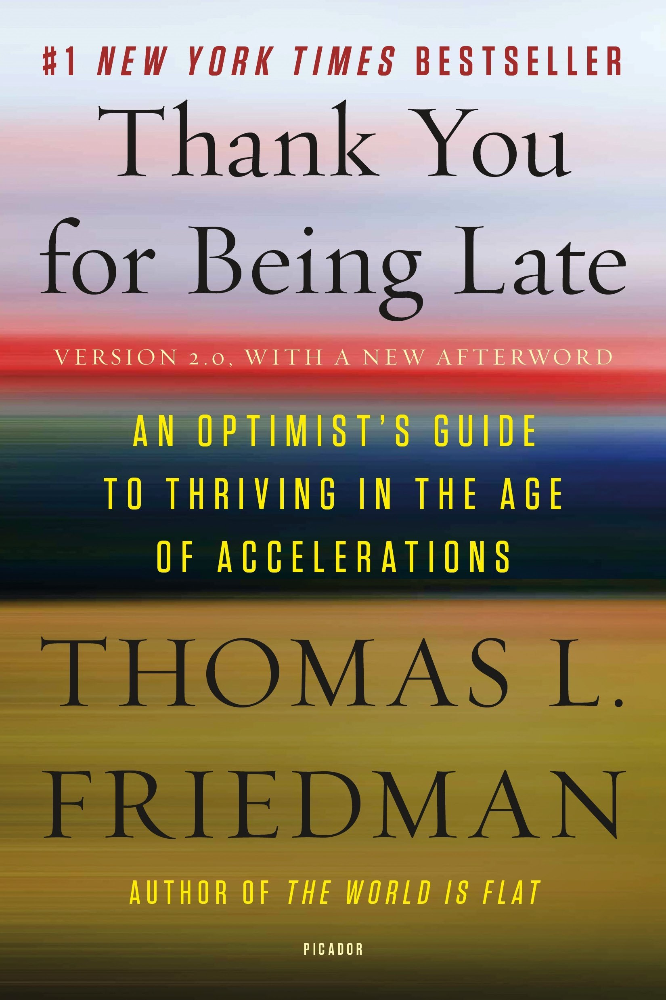 #1 NEW YORK TIMES BESTSELLER
Thank You
for Being Late
VERSION 2.0, WITH A NEW AFTERWORD
AN OPTIMIST’S GUIDE
TO THRIVING IN THE AGE
OF ACCELERATIONS
THOMAS L.
FRIEDMAN
AUTHOR OF THE WORLD IS FLAT
PICADOR